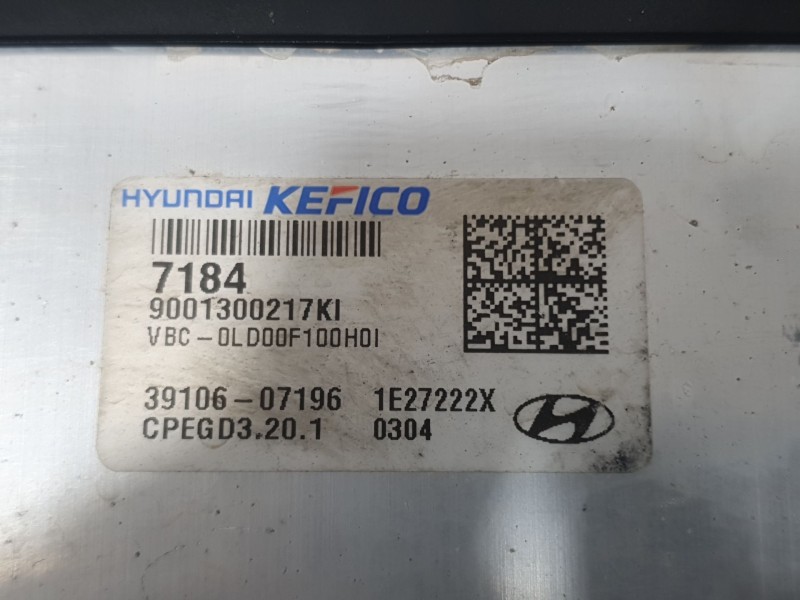 HYUNDAI KEFICO
7184
9001300217KI
VBC-0LD00F100H0I
39106-07196 1E27222X
CPEGD3.20.1 0304